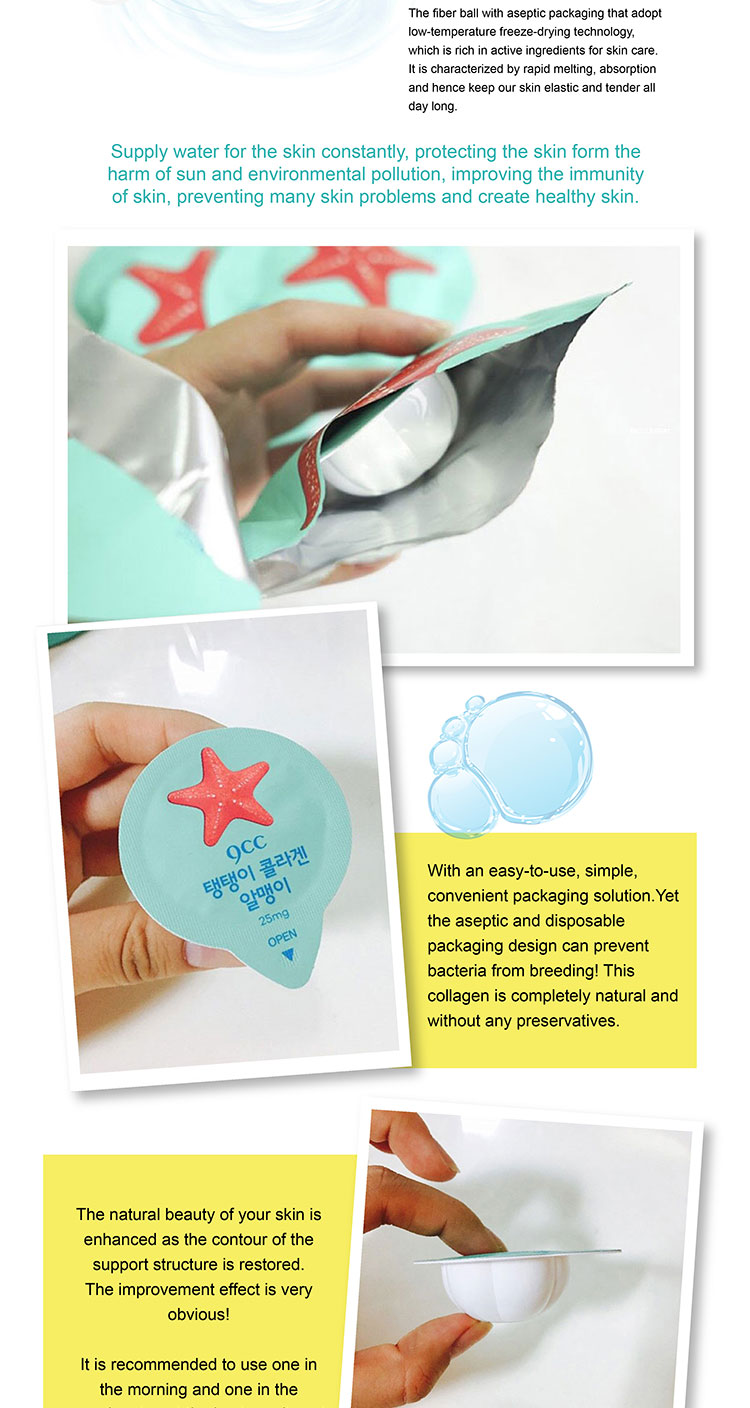 The fiber ball with aseptic packaging that adopt
low-temperature freeze-drying technology,
which is rich in active ingredients for skin care.
It is characterized by rapid melting, absorption
and hence keep our skin elastic and tender all
day long.
Supply water for the skin constantly, protecting the skin form the
harm of sun and environmental pollution, improving the immunity
of skin, preventing many skin problems and create healthy skin.
9CC
탱탱이 콜라겐
알맹이
25mg
OPEN
With an easy-to-use, simple,
convenient packaging solution.Yet
the aseptic and disposable
packaging design can prevent
bacteria from breeding! This
collagen is completely natural and
without any preservatives.
The natural beauty of your skin is
enhanced as the contour of the
support structure is restored.
The improvement effect is very
obvious!
It is recommended to use one in
the morning and one in the